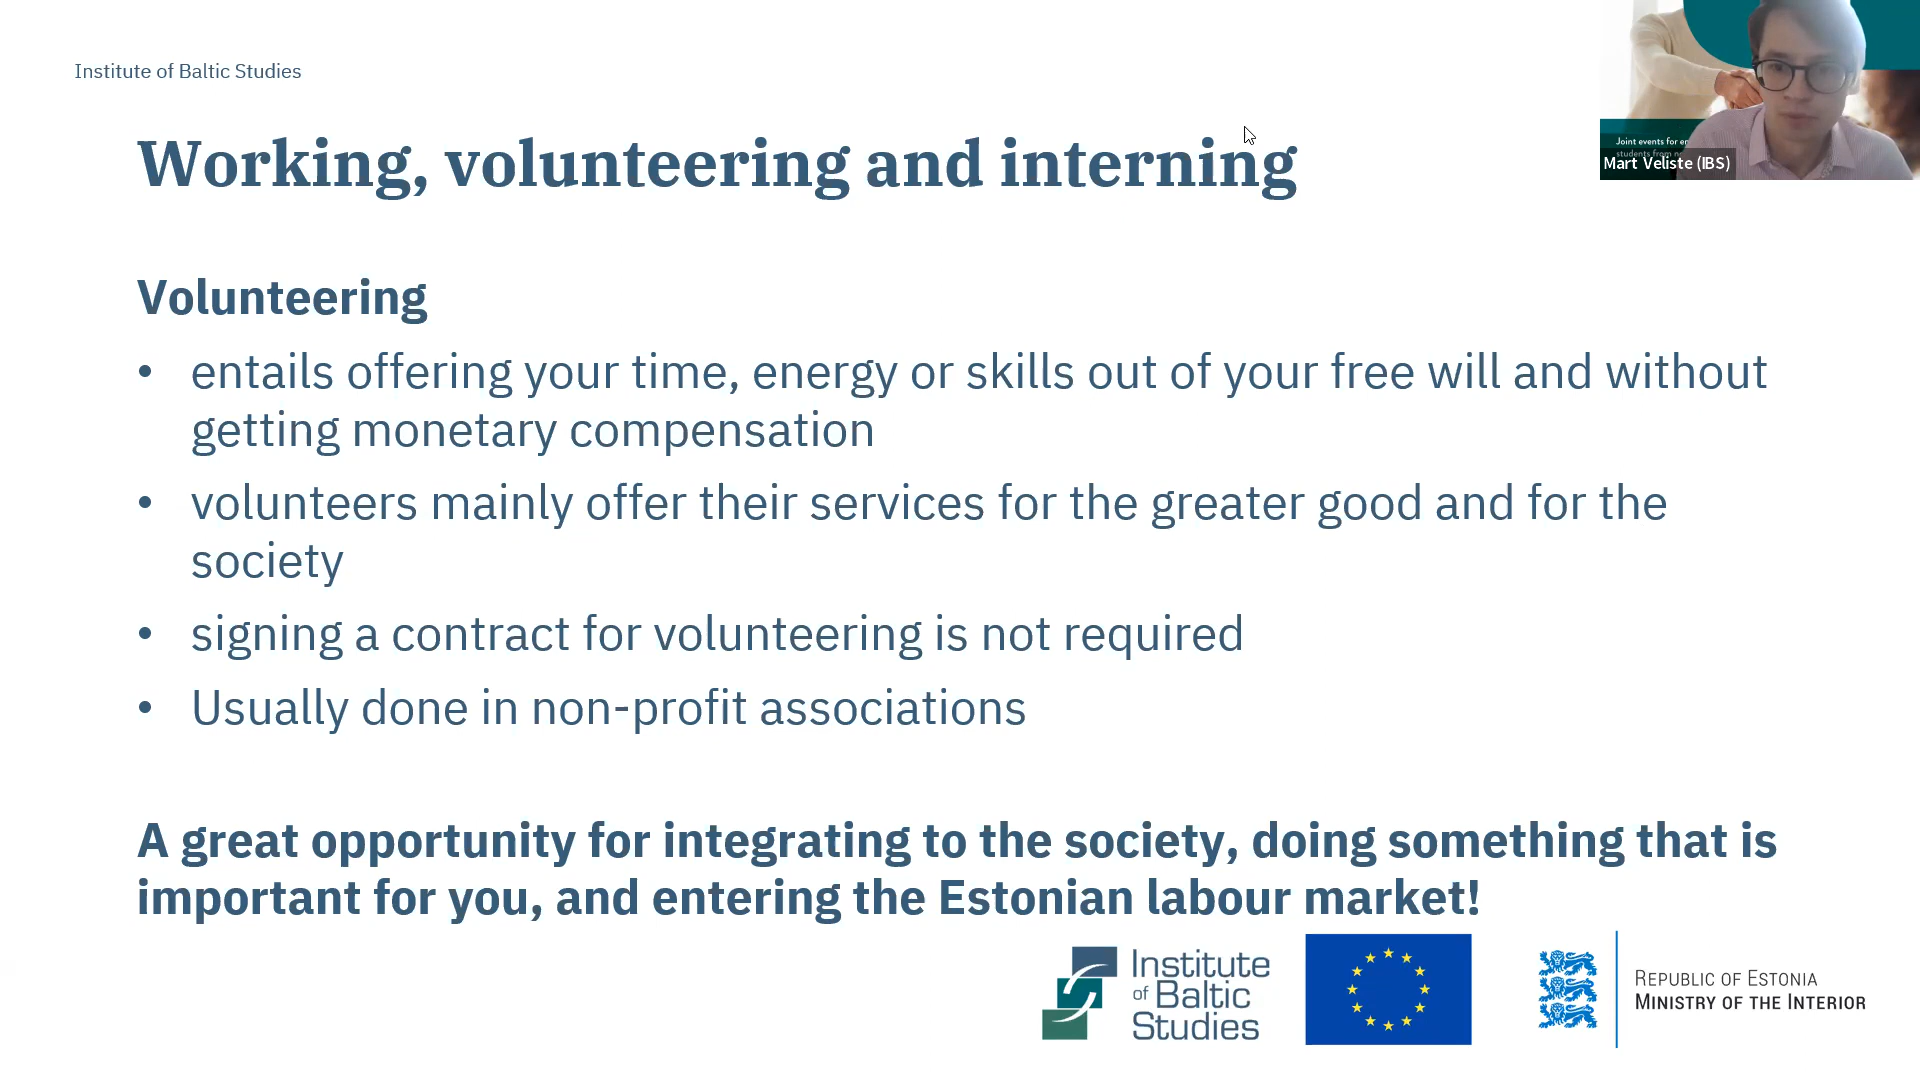 Institute of Baltic Studies
Working, volunteering and interning
Joint events for
Mart Veliste (IBS)
Volunteering
• entails offering your time, energy or skills out of your free will and without
getting monetary compensation
• volunteers mainly offer their services for the greater good and for the
society
• signing a contract for volunteering is not required
• Usually done in non-profit associations
A great opportunity for integrating to the society, doing something that is
important for you, and entering the Estonian labour market!
Institute
of Baltic
Studies
REPUBLIC OF ESTONIA
MINISTRY OF THE INTERIOR